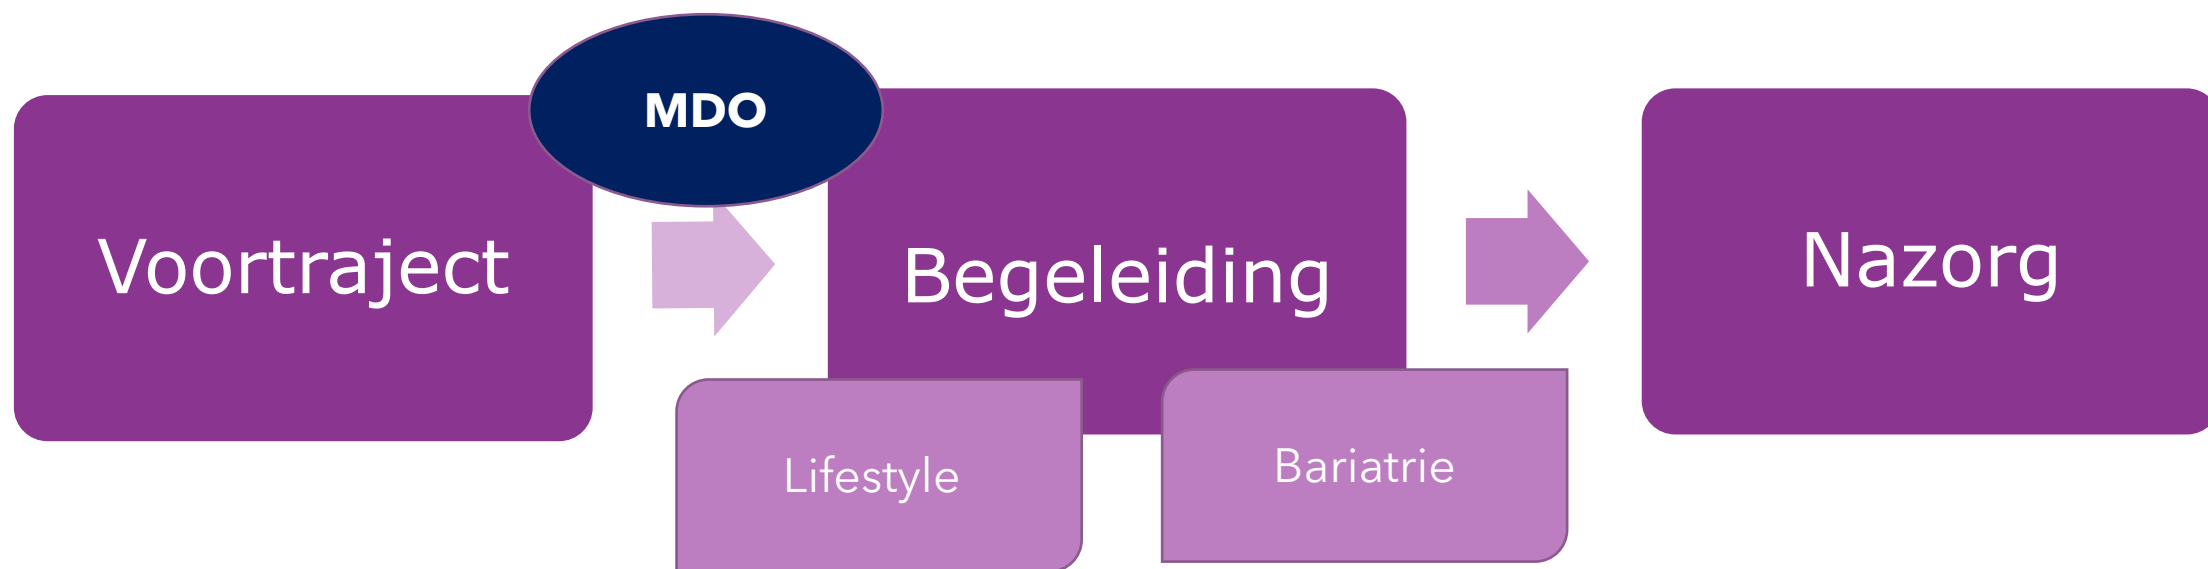 MDO
Voortraject
Begeleiding
Nazorg
Lifestyle
Bariatrie